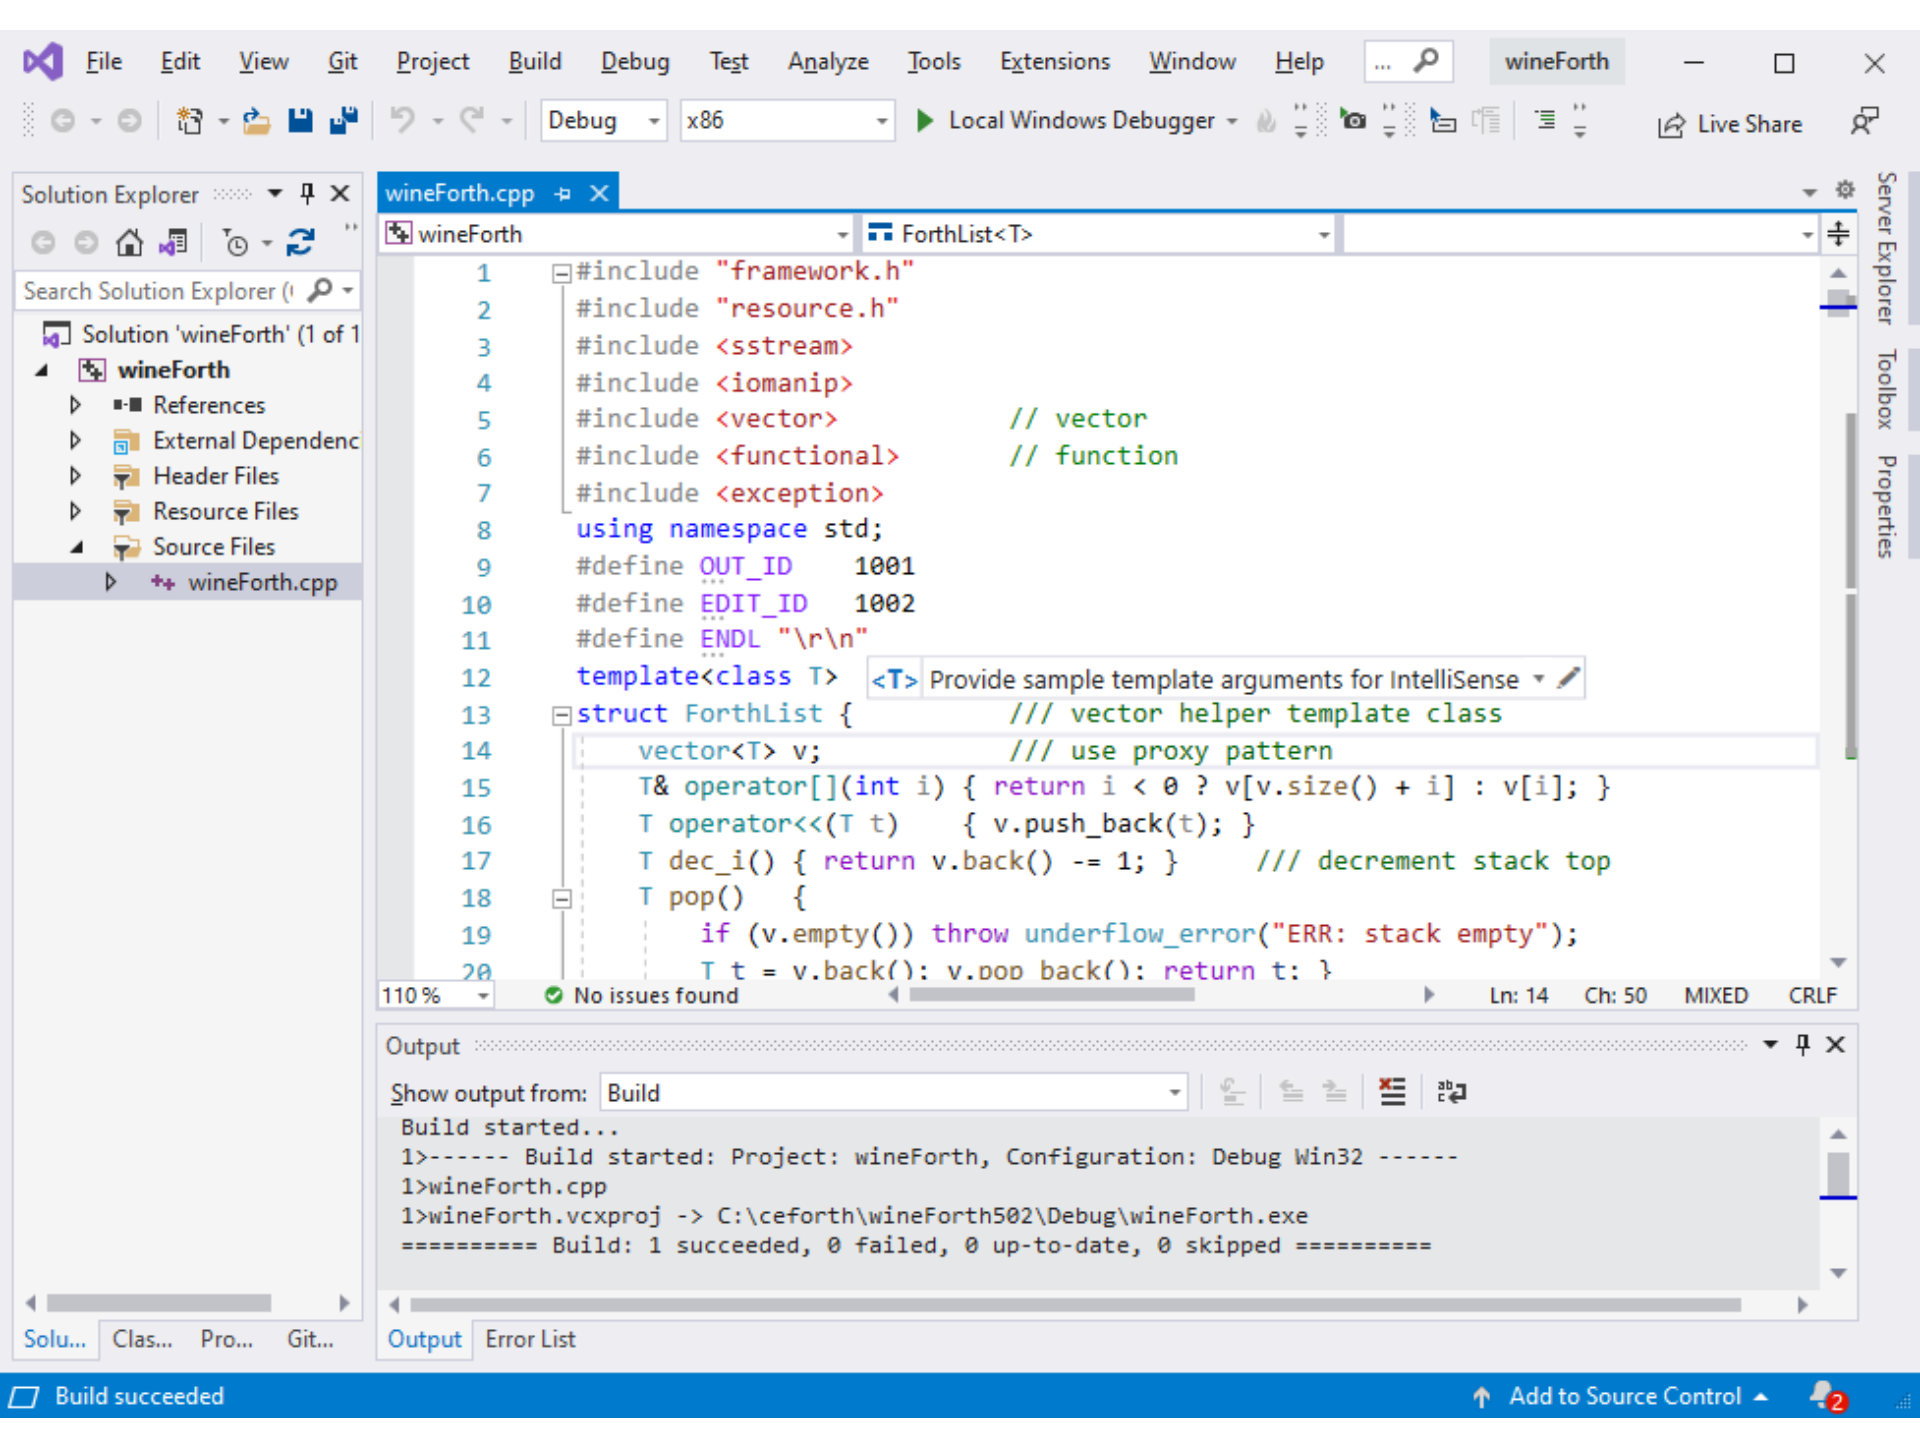 File Edit View Git Project Build Debug Test Analyze Tools Extensions Window Help ... wineForth
Debug x86 Local Windows Debugger Live Share
Solution Explorer
Search Solution Explorer (
Solution 'wineForth' (1 of 1
wineForth
References
External Dependenc
Header Files
Resource Files
Source Files
wineForth.cpp
Solu... Clas... Pro... Git...
wineForth.cpp
wineForth ForthList<T>
1 #include "framework.h"
2 #include "resource.h"
3 #include <sstream>
4 #include <iomanip>
5 #include <vector> // vector
6 #include <functional> // function
7 #include <exception>
8 using namespace std;
9 #define OUT_ID 1001
10 #define EDIT_ID 1002
11 #define ENDL "\r\n"
12 template<class T> <T> Provide sample template arguments for IntelliSense
13 struct ForthList { /// vector helper template class
14 vector<T> v; /// use proxy pattern
15 T& operator[](int i) { return i < 0 ? v[v.size() + i] : v[i]; }
16 T operator<<(T t) { v.push_back(t); }
17 T dec_i() { return v.back() -= 1; } /// decrement stack top
18 T pop() {
19 if (v.empty()) throw underflow_error("ERR: stack empty");
20 T t = v.back(); v.pop_back(); return t; }
110 % No issues found Ln: 14 Ch: 50 MIXED CRLF
Output
Show output from: Build
Build started...
1>------ Build started: Project: wineForth, Configuration: Debug Win32 ------
1>wineForth.cpp
1>wineForth.vcxproj -> C:\ceforth\wineForth502\Debug\wineForth.exe
========== Build: 1 succeeded, 0 failed, 0 up-to-date, 0 skipped ==========
Output Error List
Server Explorer
Toolbox
Properties
Build succeeded Add to Source Control 2